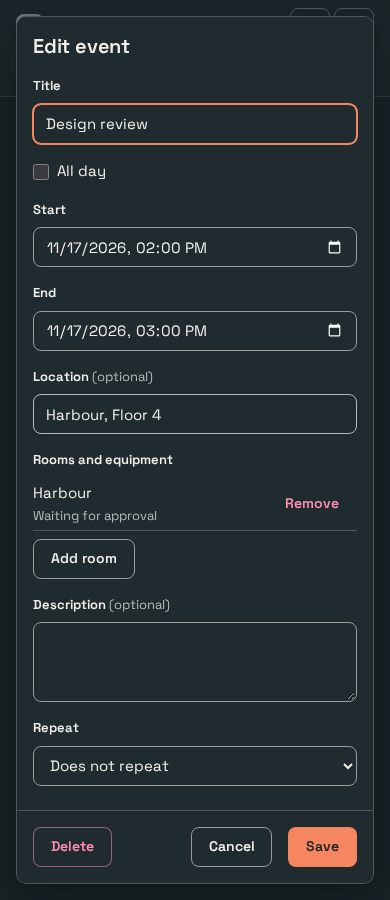 Edit event
Title
Design review
All day
Start
11/17/2026, 02:00 PM
End
11/17/2026, 03:00 PM
Location (optional)
Harbour, Floor 4
Rooms and equipment
Harbour
Remove
Waiting for approval
Add room
Description (optional)
Repeat
Does not repeat
Delete Cancel Save